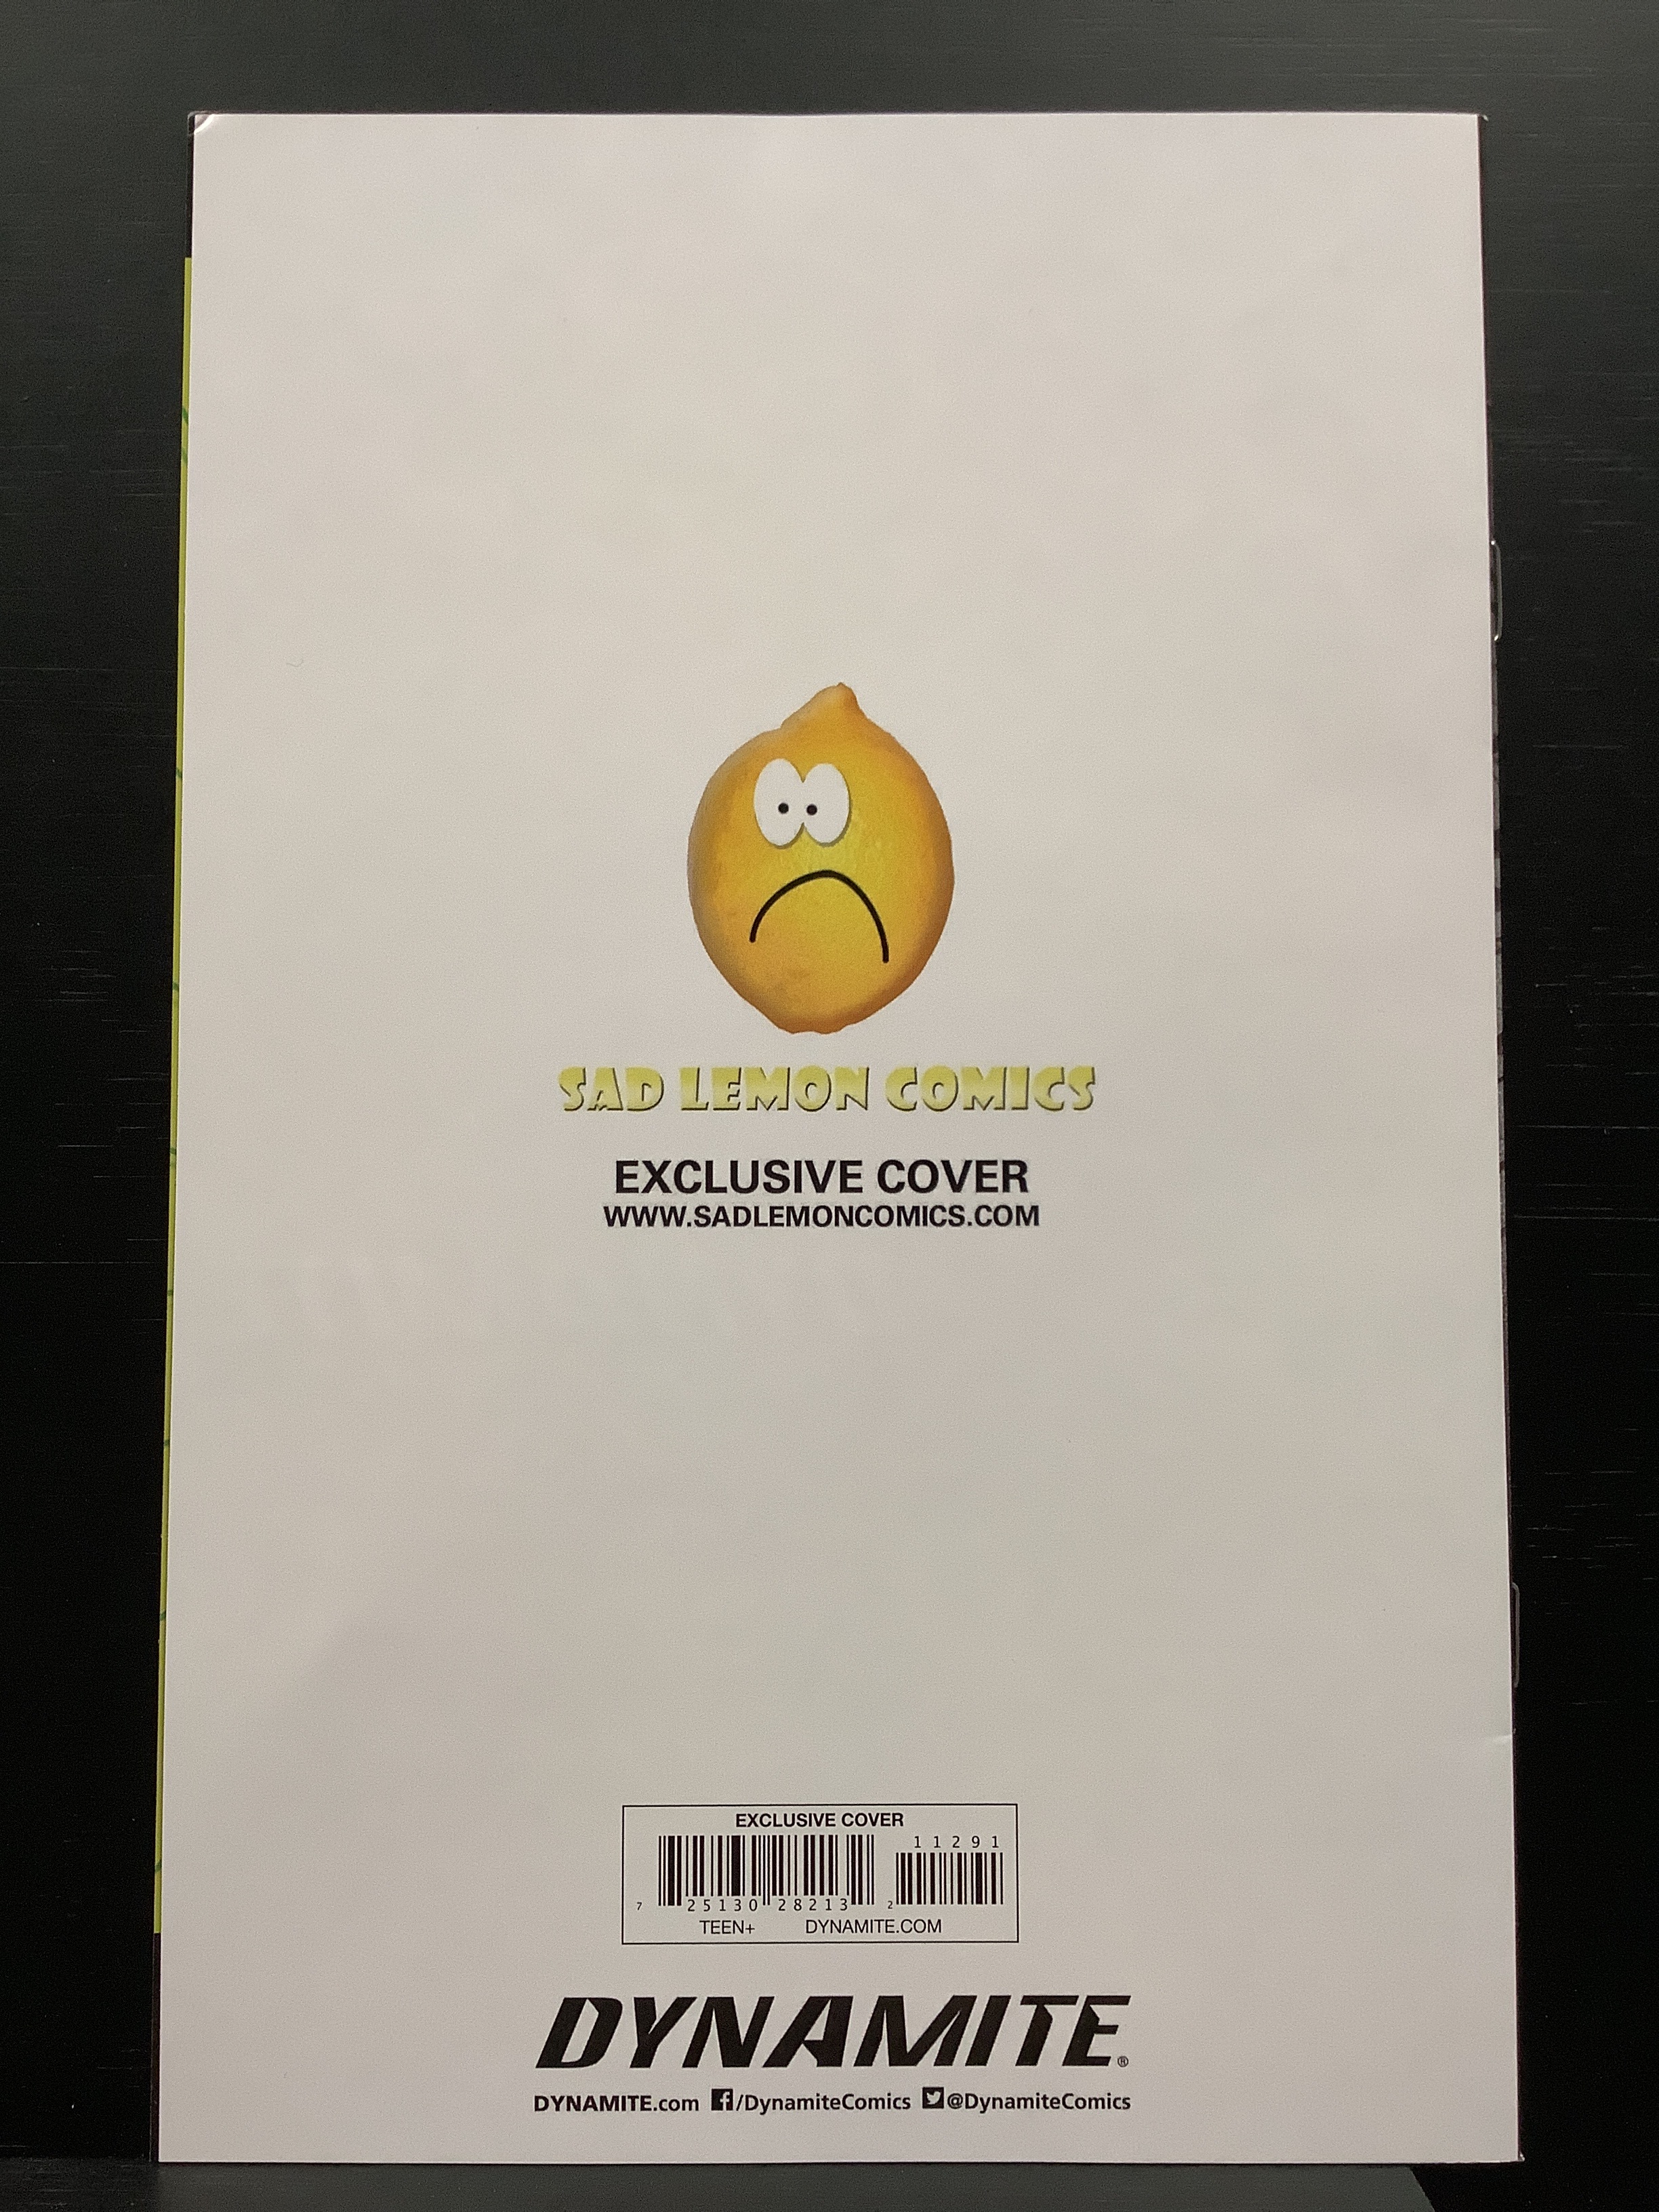 SAD LEMON COMICS
EXCLUSIVE COVER
WWW.SADLEMONCOMICS.COM
EXCLUSIVE COVER
11291
7 25130 28213 2
TEEN+ DYNAMITE.COM
DYNAMITE®
DYNAMITE.com f/DynamiteComics @DynamiteComics